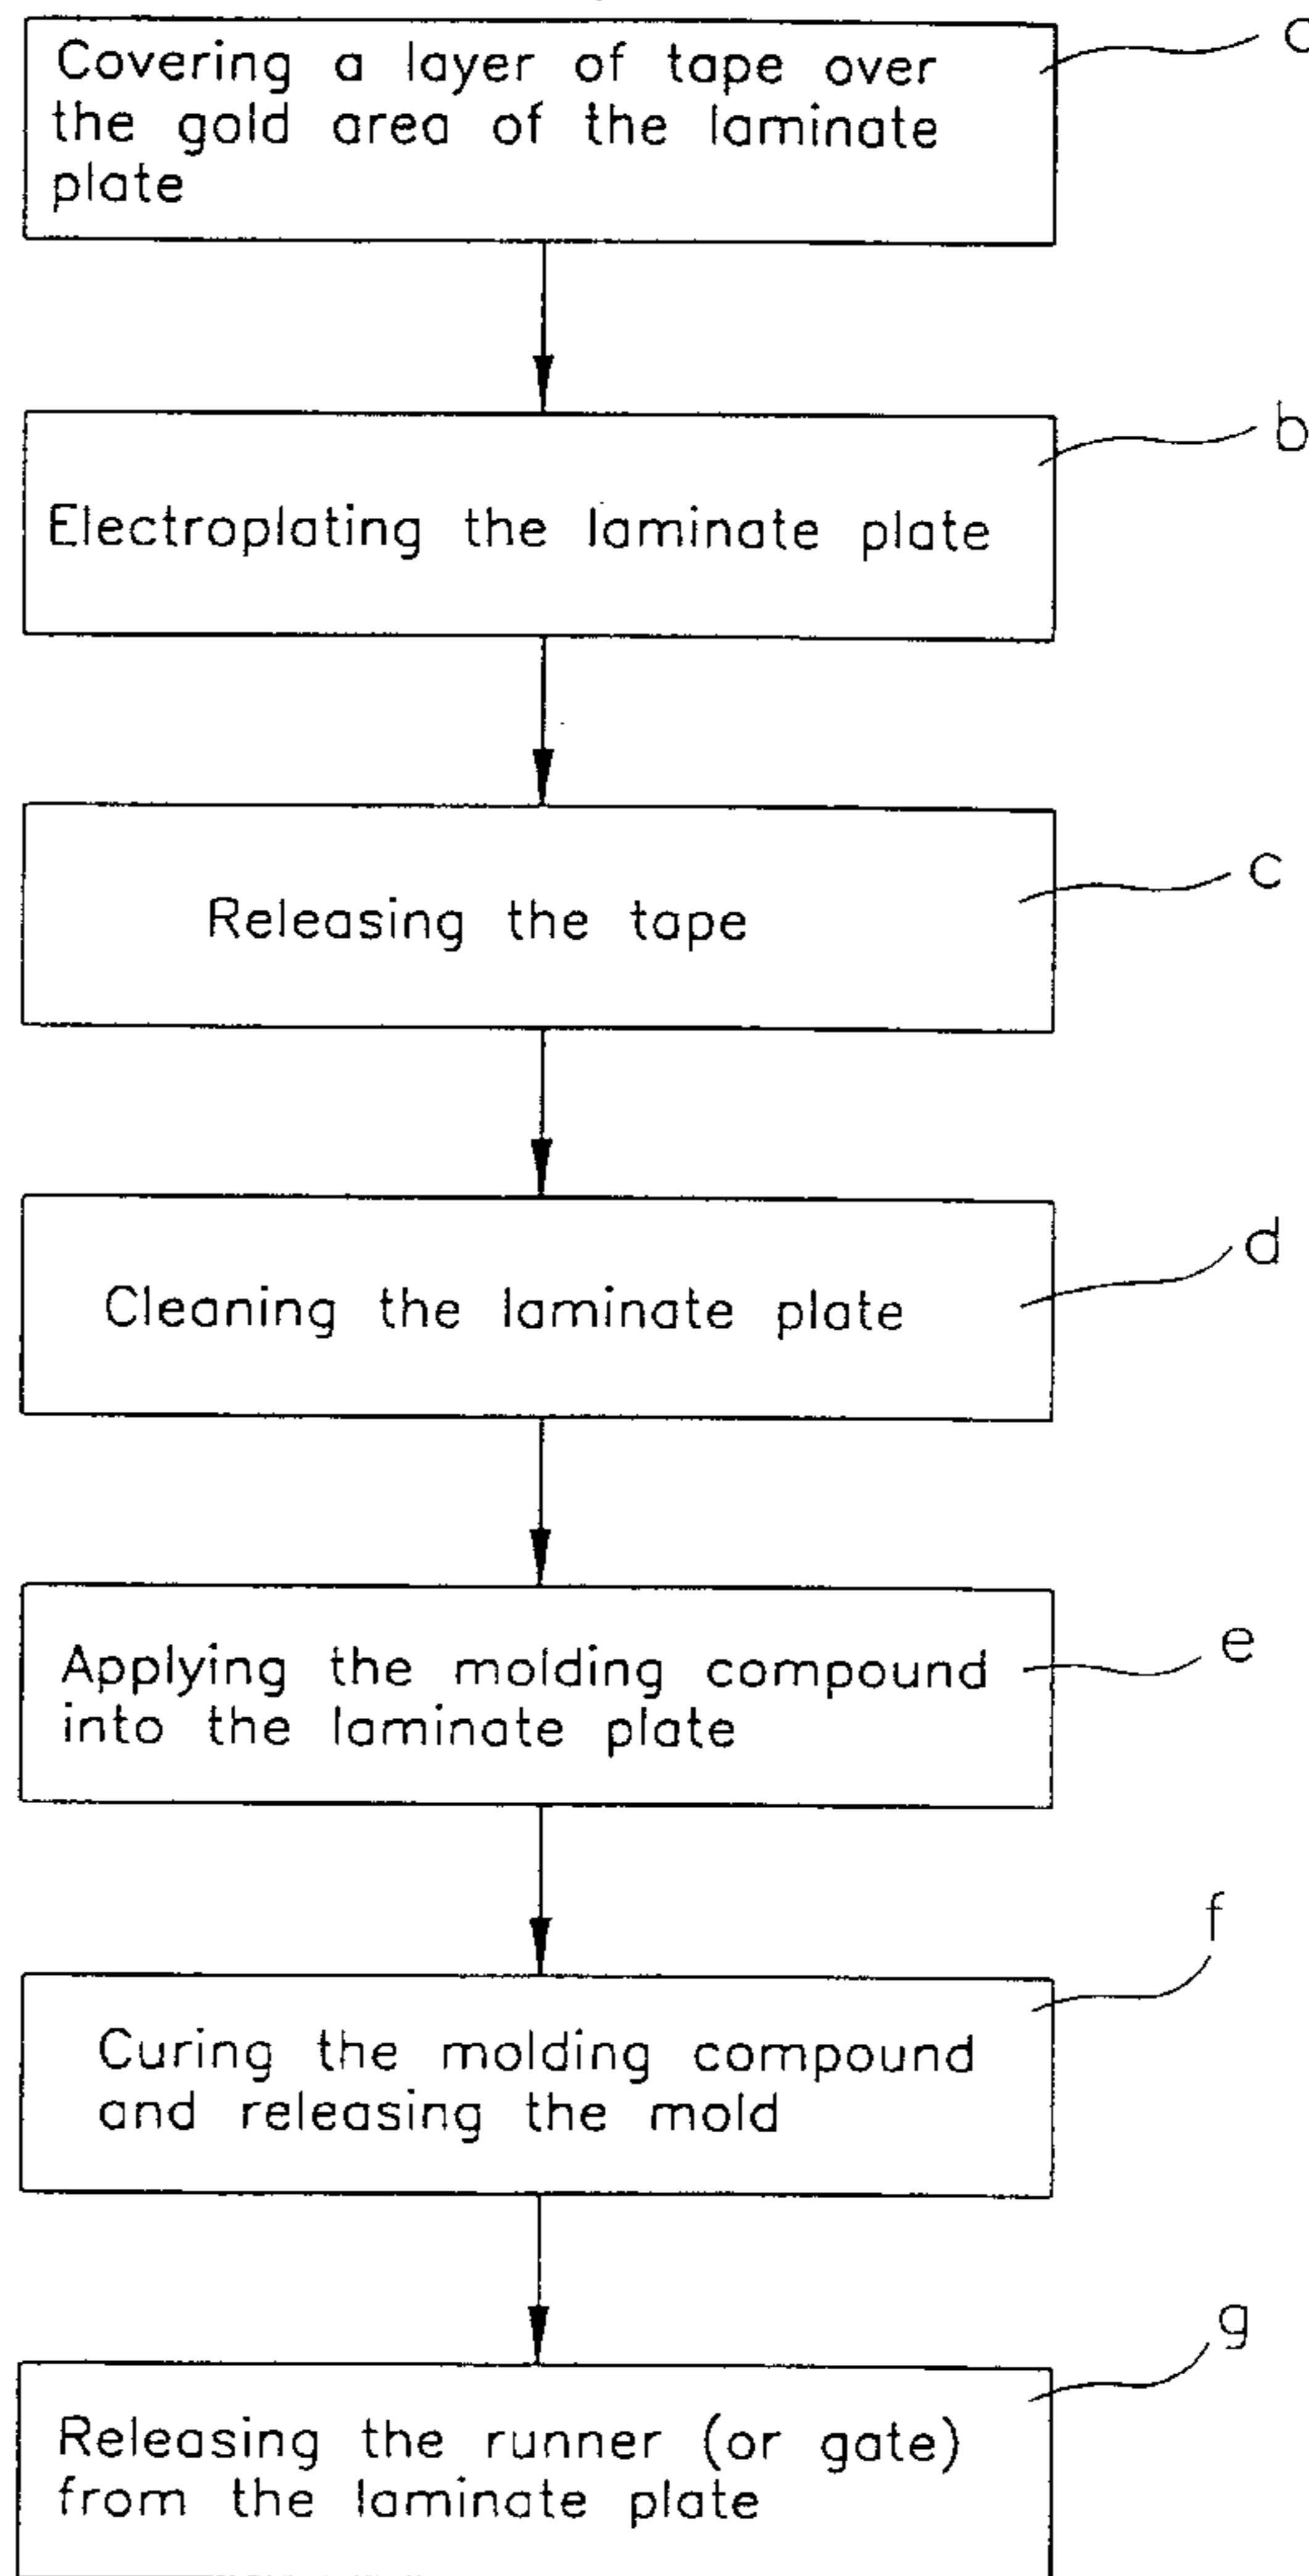 Covering a layer of tape over
the gold area of the laminate
plate
Electroplating the laminate plate
b
Releasing the tape
c
Cleaning the laminate plate
d
Applying the molding compound
into the laminate plate
e
Curing the molding compound
and releasing the mold
f
Releasing the runner (or gate)
from the laminate plate
g